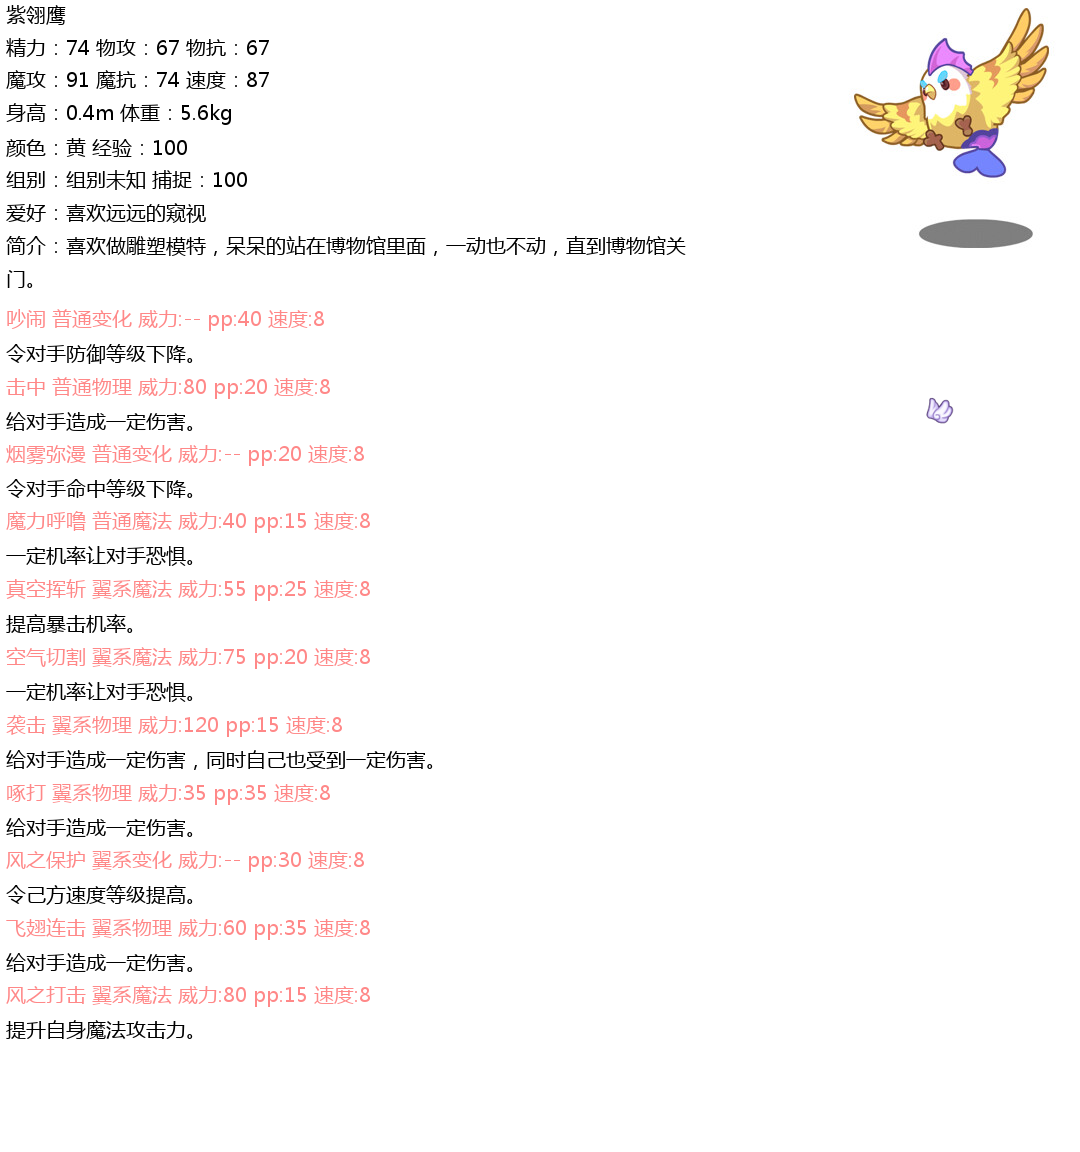 紫翎鹰
精力：74 物攻：67 物抗：67
魔攻：91 魔抗：74 速度：87
身高：0.4m 体重：5.6kg
颜色：黄 经验：100
组别：组别未知 捕捉：100
爱好：喜欢远远的窥视
简介：喜欢做雕塑模特，呆呆的站在博物馆里面，一动也不动，直到博物馆关
门。
吵闹 普通变化 威力:-- pp:40 速度:8
令对手防御等级下降。
击中 普通物理 威力:80 pp:20 速度:8
给对手造成一定伤害。
烟雾弥漫 普通变化 威力:-- pp:20 速度:8
令对手命中等级下降。
魔力呼噜 普通魔法 威力:40 pp:15 速度:8
一定机率让对手恐惧。
真空挥斩 翼系魔法 威力:55 pp:25 速度:8
提高暴击机率。
空气切割 翼系魔法 威力:75 pp:20 速度:8
一定机率让对手恐惧。
袭击 翼系物理 威力:120 pp:15 速度:8
给对手造成一定伤害，同时自己也受到一定伤害。
啄打 翼系物理 威力:35 pp:35 速度:8
给对手造成一定伤害。
风之保护 翼系变化 威力:-- pp:30 速度:8
令己方速度等级提高。
飞翅连击 翼系物理 威力:60 pp:35 速度:8
给对手造成一定伤害。
风之打击 翼系魔法 威力:80 pp:15 速度:8
提升自身魔法攻击力。